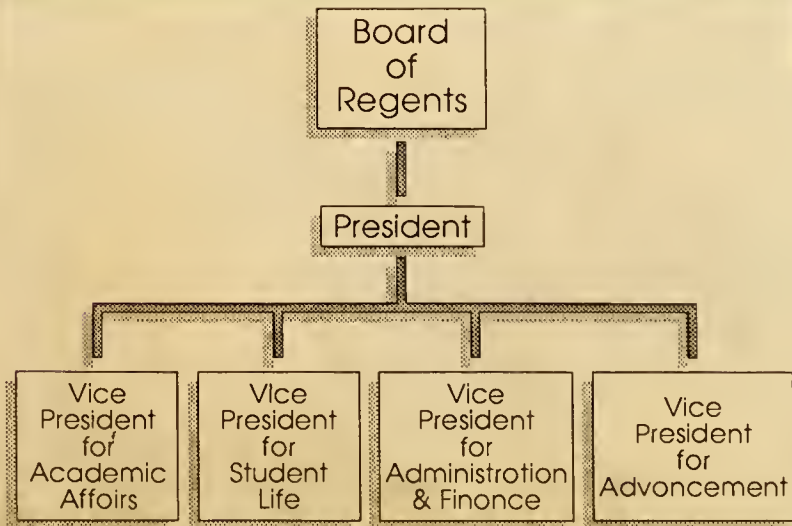 Board
of
Regents
President
Vice
President
for
Academic
Affoirs
Vice
President
for
Student
Life
Vice
President
for
Administrotion
& Finonce
Vice
President
for
Advoncement